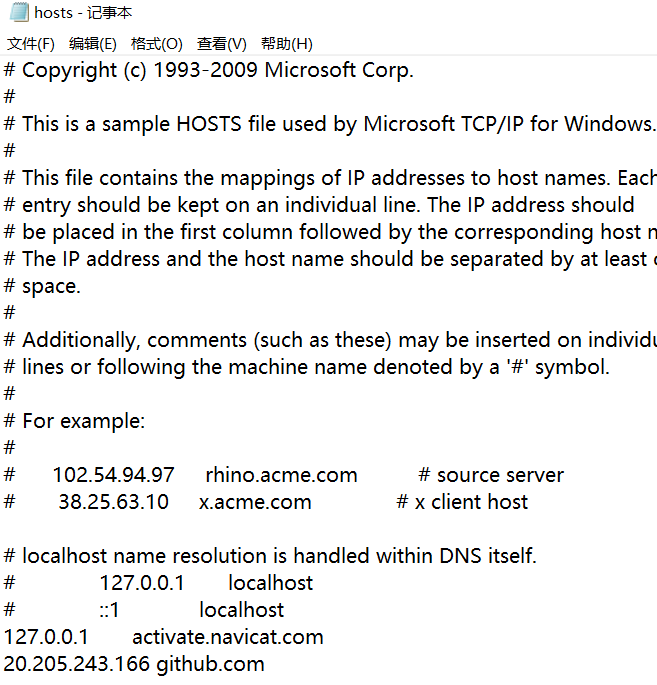 hosts - 记事本
文件(F) 编辑(E) 格式(O) 查看(V) 帮助(H)
# Copyright (c) 1993-2009 Microsoft Corp.
#
# This is a sample HOSTS file used by Microsoft TCP/IP for Windows.
#
# This file contains the mappings of IP addresses to host names. Each
# entry should be kept on an individual line. The IP address should
# be placed in the first column followed by the corresponding host
# The IP address and the host name should be separated by at least
# space.
#
# Additionally, comments (such as these) may be inserted on
# lines or following the machine name denoted by a '#' symbol.
#
# For example:
#
# 102.54.94.97 rhino.acme.com # source server
# 38.25.63.10 x.acme.com # x client host
# localhost name resolution is handled within DNS itself.
# 127.0.0.1 localhost
# ::1 localhost
127.0.0.1 activate.navicat.com
20.205.243.166 github.com